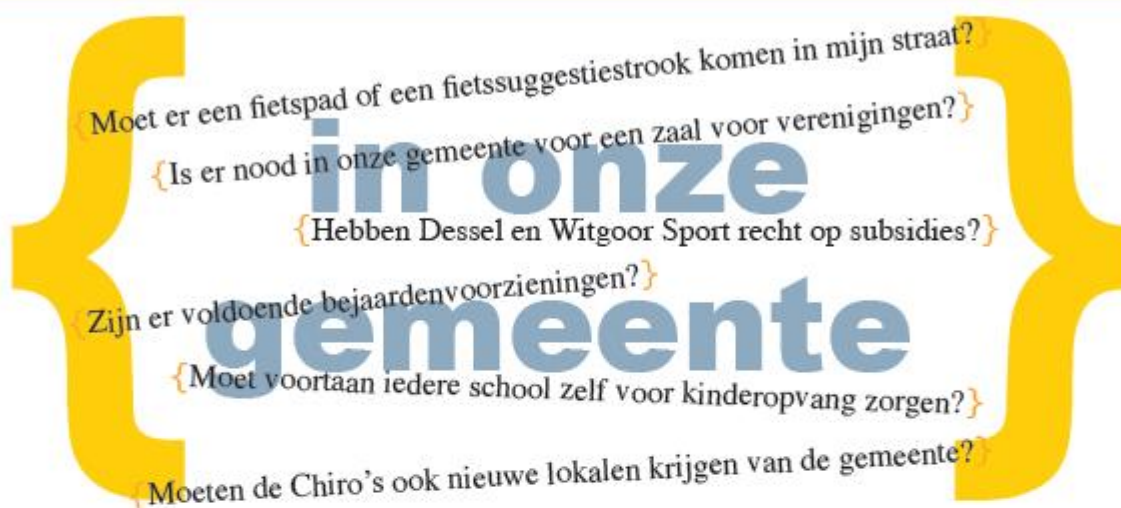 {Moet er een fietspad of een fietssuggestiestrook komen in mijn straat?}
{Is er nood in onze gemeente voor een zaal voor verenigingen?}
in onze
{Hebben Dessel en Witgoor Sport recht op subsidies?}
{Zijn er voldoende bejaardenvoorzieningen?}
gemeente
{Moet voortaan iedere school zelf voor kinderopvang zorgen?}
{Moeten de Chiro's ook nieuwe lokalen krijgen van de gemeente?}